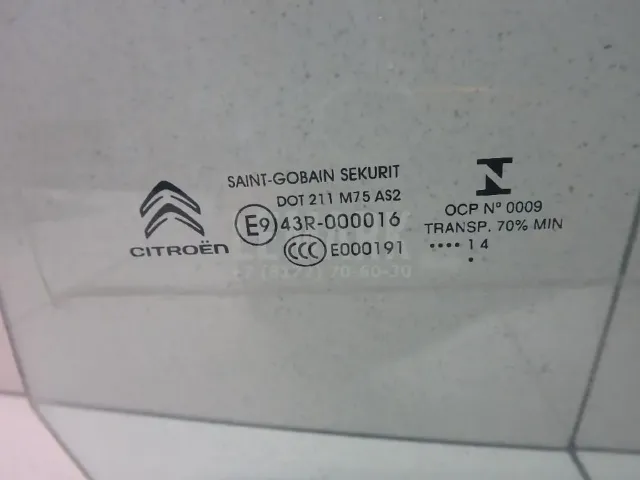 CITROËN
SAINT-GOBAIN SEKURIT
DOT 211 M75 AS2
E9 43R-000016
CCC E000191
N
OCP Nº 0009
TRANSP. 70% MIN
•••• 14
•